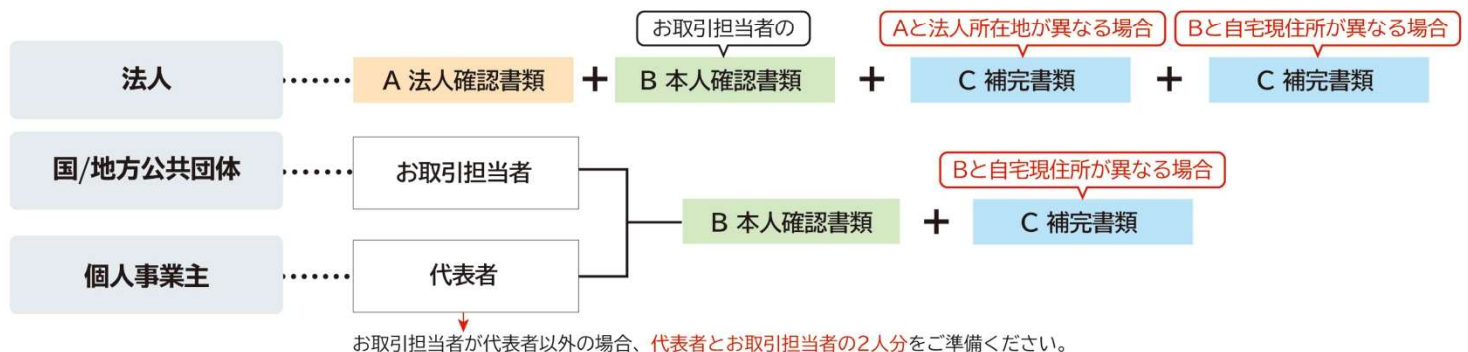 お取引担当者の
Aと法人所在地が異なる場合
Bと自宅現住所が異なる場合
法人
A 法人確認書類
+
B 本人確認書類
+
C 補完書類
+
C 補完書類
国/地方公共団体
お取引担当者
Bと自宅現住所が異なる場合
B 本人確認書類
+
C 補完書類
個人事業主
代表者
お取引担当者が代表者以外の場合、代表者とお取引担当者の2人分をご準備ください。